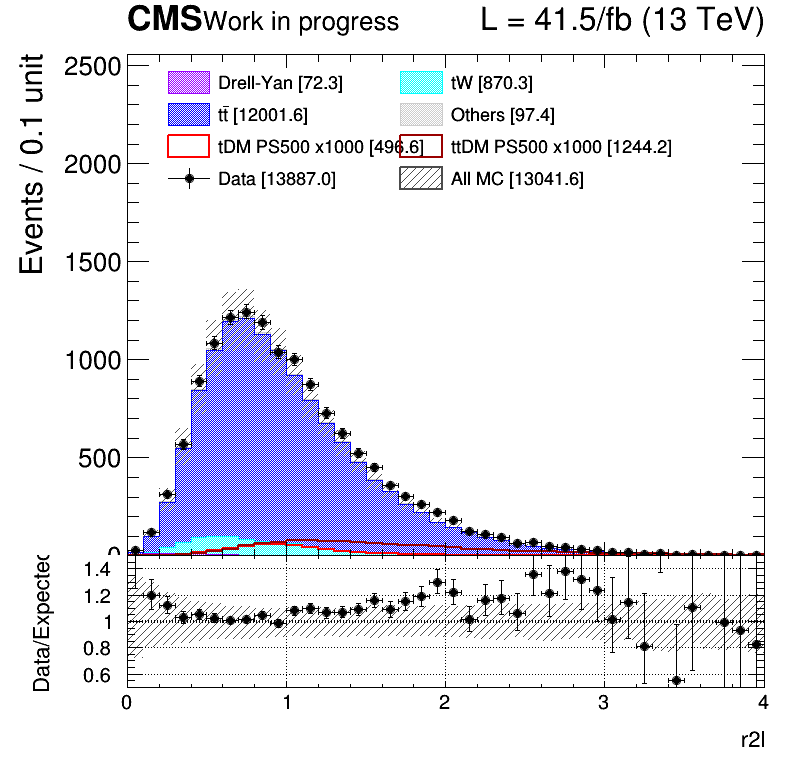 CMS Work in progress L = 41.5/fb (13 TeV)
Events / 0.1 unit
2500
2000
1500
1000
500
0
Drell-Yan [72.3] tW [870.3]
tt̄ [12001.6] Others [97.4]
tDM PS500 x1000 [496.6] ttDM PS500 x1000 [1244.2]
Data [13887.0] All MC [13041.6]
Data/Expected
1.4
1.2
1
0.8
0.6
0 1 2 3 4
r2l